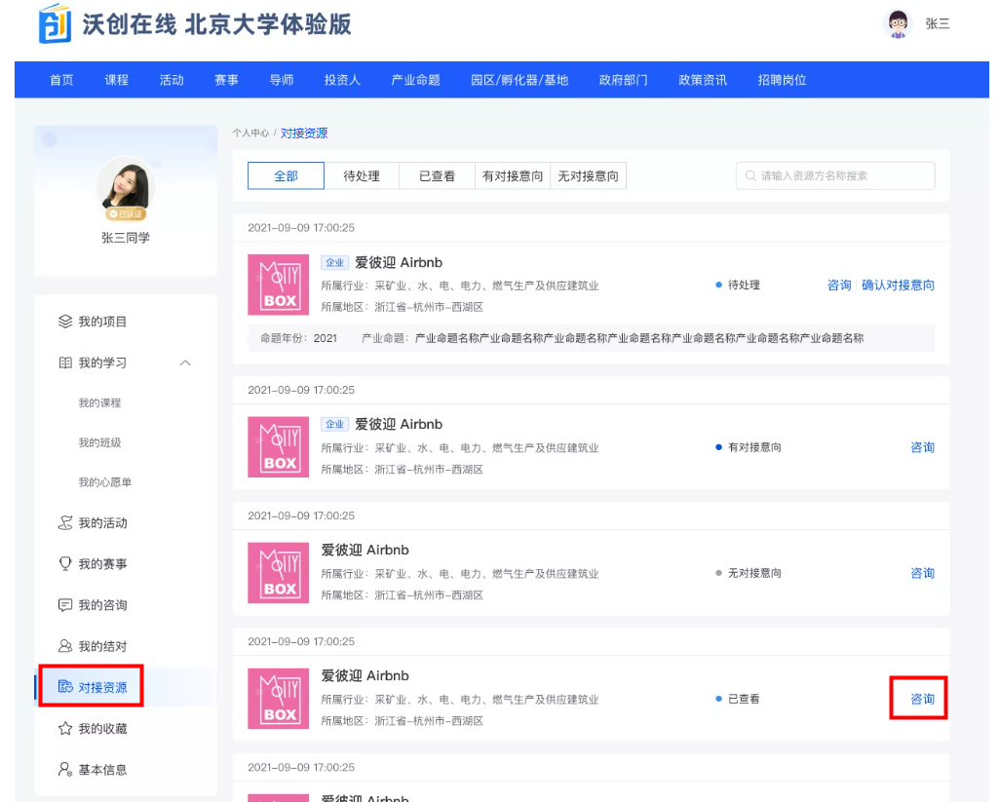 沃创在线 北京大学体验版
张三
首页 课程 活动 赛事 导师 投资人 产业命题 园区/孵化器/基地 政府部门 政策资讯 招聘岗位
已认证
张三同学
我的项目
我的学习
我的课程
我的班级
我的心愿单
我的活动
我的赛事
我的咨询
我的结对
对接资源
我的收藏
基本信息
个人中心 / 对接资源
全部 待处理 已查看 有对接意向 无对接意向 请输入资源方名称搜索
2021-09-09 17:00:25
MOLLY
BOX
企业 爱彼迎 Airbnb
所属行业：采矿业、水、电、电力、燃气生产及供应建筑业
所属地区：浙江省-杭州市-西湖区
待处理 咨询 确认对接意向
命题年份：2021 产业命题：产业命题名称产业命题名称产业命题名称产业命题名称产业命题名称产业命题名称产业命题名称
2021-09-09 17:00:25
MOLLY
BOX
企业 爱彼迎 Airbnb
所属行业：采矿业、水、电、电力、燃气生产及供应建筑业
所属地区：浙江省-杭州市-西湖区
有对接意向 咨询
2021-09-09 17:00:25
MOLLY
BOX
爱彼迎 Airbnb
所属行业：采矿业、水、电、电力、燃气生产及供应建筑业
所属地区：浙江省-杭州市-西湖区
无对接意向 咨询
2021-09-09 17:00:25
MOLLY
BOX
爱彼迎 Airbnb
所属行业：采矿业、水、电、电力、燃气生产及供应建筑业
所属地区：浙江省-杭州市-西湖区
已查看 咨询
2021-09-09 17:00:25
爱彼迎 Airbnb